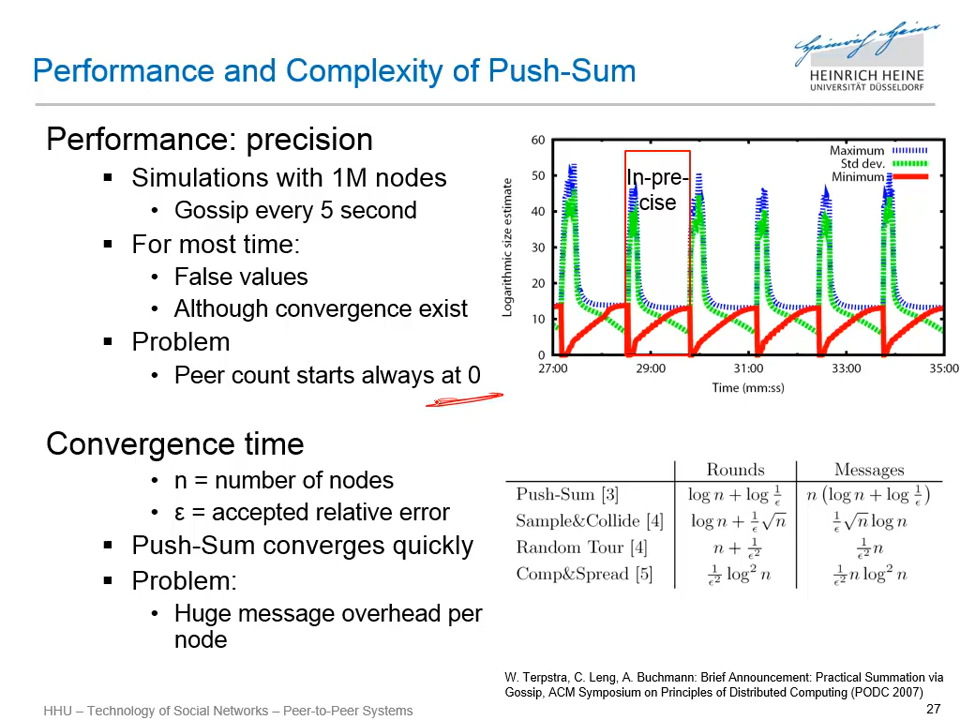 Performance and Complexity of Push-Sum
Heinrich Heine
HEINRICH HEINE
UNIVERSITÄT DÜSSELDORF
Performance: precision
▪ Simulations with 1M nodes
• Gossip every 5 second
▪ For most time:
• False values
• Although convergence exist
▪ Problem
• Peer count starts always at 0
Convergence time
• n = number of nodes
• ε = accepted relative error
▪ Push-Sum converges quickly
▪ Problem:
• Huge message overhead per
node
Logarithmic size estimate
60
50
40
30
20
10
0
Maximum
Std dev.
Minimum
In-pre-
cise
27:00 29:00 31:00 33:00 35:00
Time (mm:ss)
Rounds Messages
Push-Sum [3] log n + log 1/ϵ n (log n + log 1/ϵ)
Sample&Collide [4] log n + 1/ϵ √n 1/ϵ √n log n
Random Tour [4] n + 1/ϵ² 1/ϵ² n
Comp&Spread [5] 1/ϵ² log² n 1/ϵ² n log² n
W. Terpstra, C. Leng, A. Buchmann: Brief Announcement: Practical Summation via
Gossip, ACM Symposium on Principles of Distributed Computing (PODC 2007)
HHU – Technology of Social Networks – Peer-to-Peer Systems
27